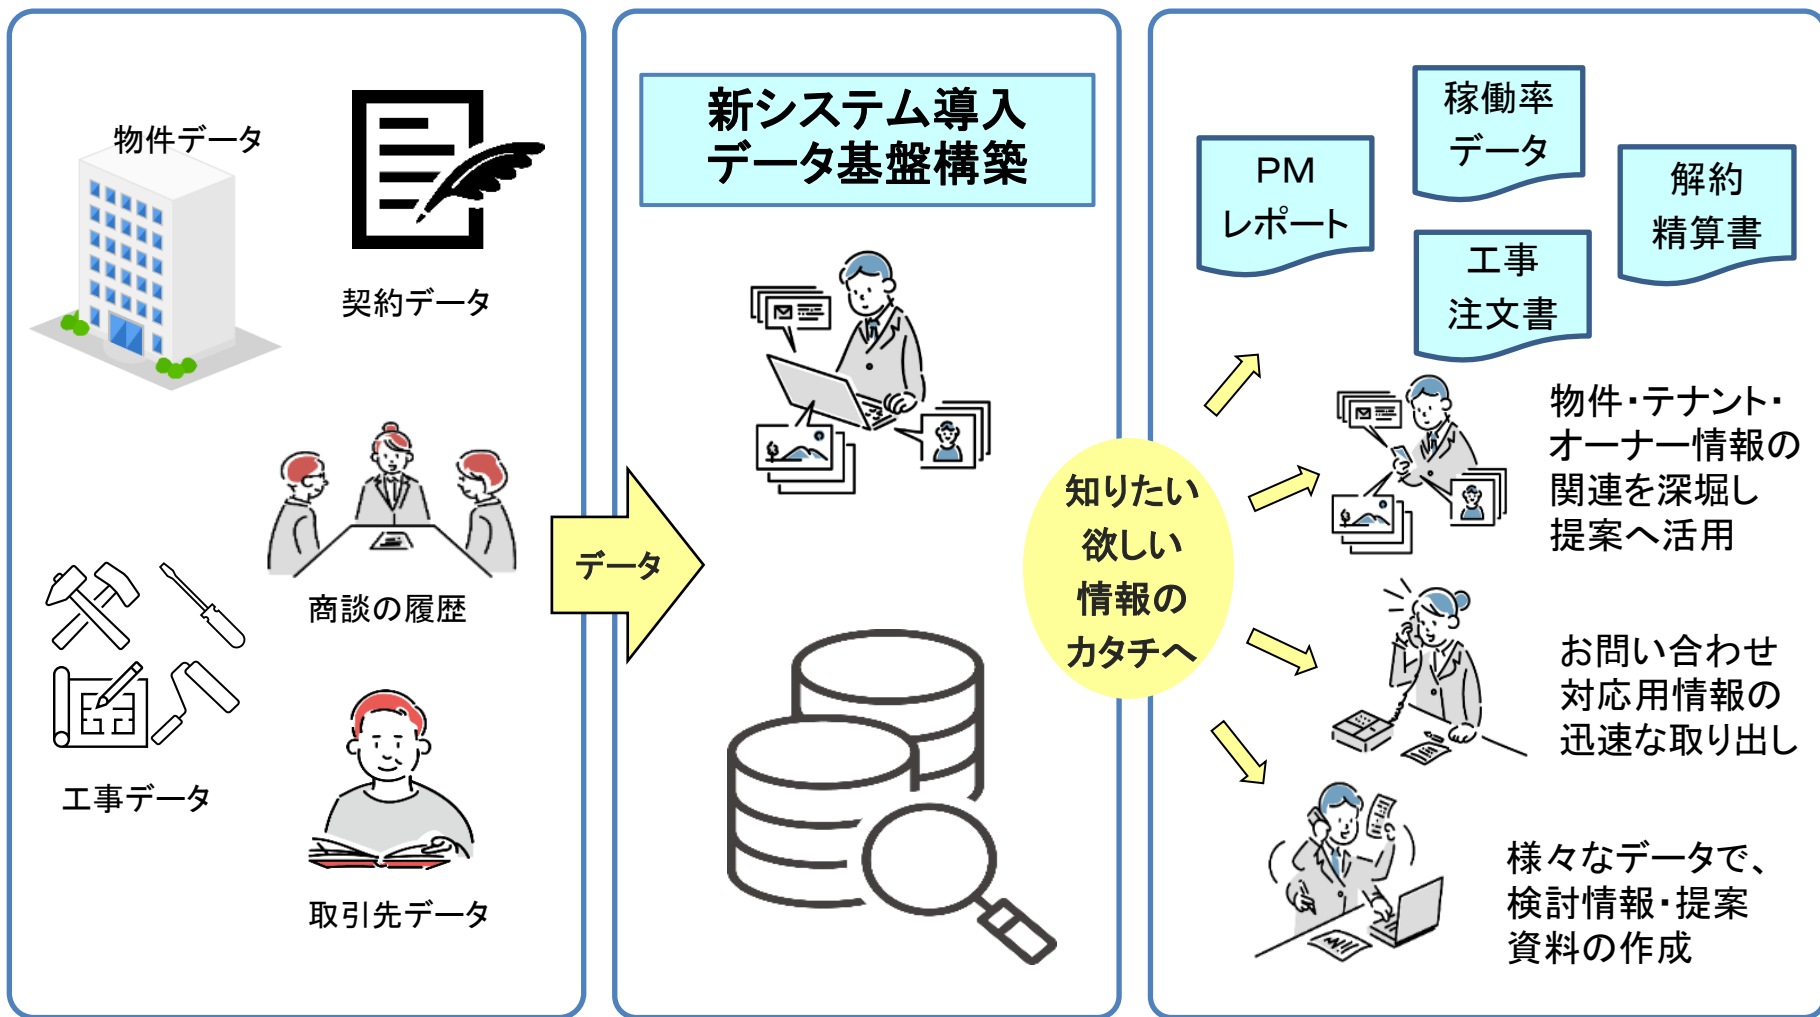 物件データ
契約データ
商談の履歴
工事データ
取引先データ
データ
新システム導入
データ基盤構築
知りたい
欲しい
情報の
カタチへ
PM
レポート
稼働率
データ
解約
精算書
工事
注文書
物件・テナント・
オーナー情報の
関連を深堀し
提案へ活用
お問い合わせ
対応用情報の
迅速な取り出し
様々なデータで、
検討情報・提案
資料の作成